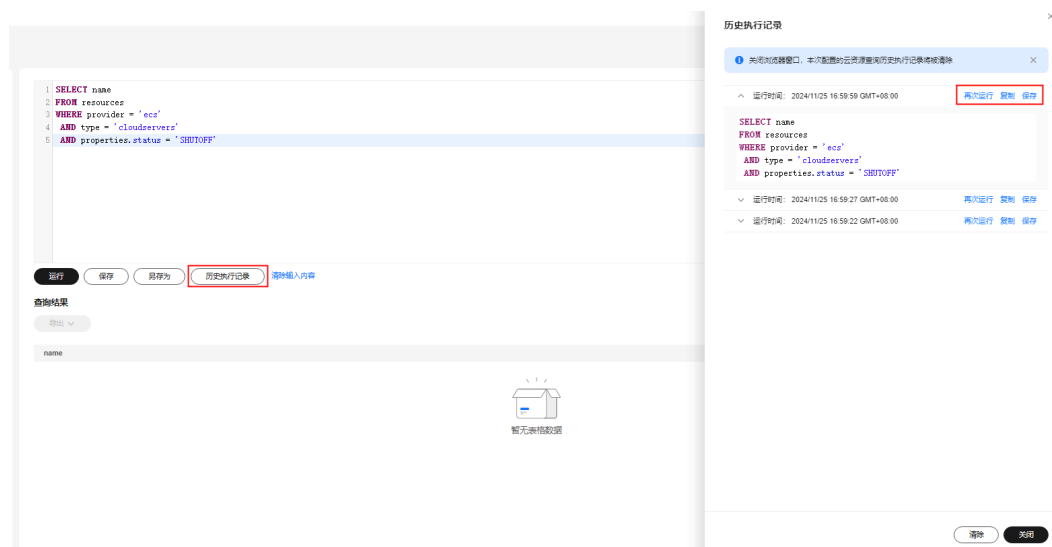 1 SELECT name
2 FROM resources
3 WHERE provider = 'ecs'
4 AND type = 'cloudservers'
5 AND properties.status = 'SHUTOFF'
运行 保存 另存为 历史执行记录 清除输入内容
查询结果
导出
name
暂无表格数据
历史执行记录
关闭浏览器窗口，本次配置的云资源查询历史执行记录将被清除
运行时间： 2024/11/25 16:59:59 GMT+08:00 再次运行 复制 保存
SELECT name
FROM resources
WHERE provider = 'ecs'
AND type = 'cloudservers'
AND properties.status = 'SHUTOFF'
运行时间： 2024/11/25 16:59:27 GMT+08:00 再次运行 复制 保存
运行时间： 2024/11/25 16:59:22 GMT+08:00 再次运行 复制 保存
清除 关闭